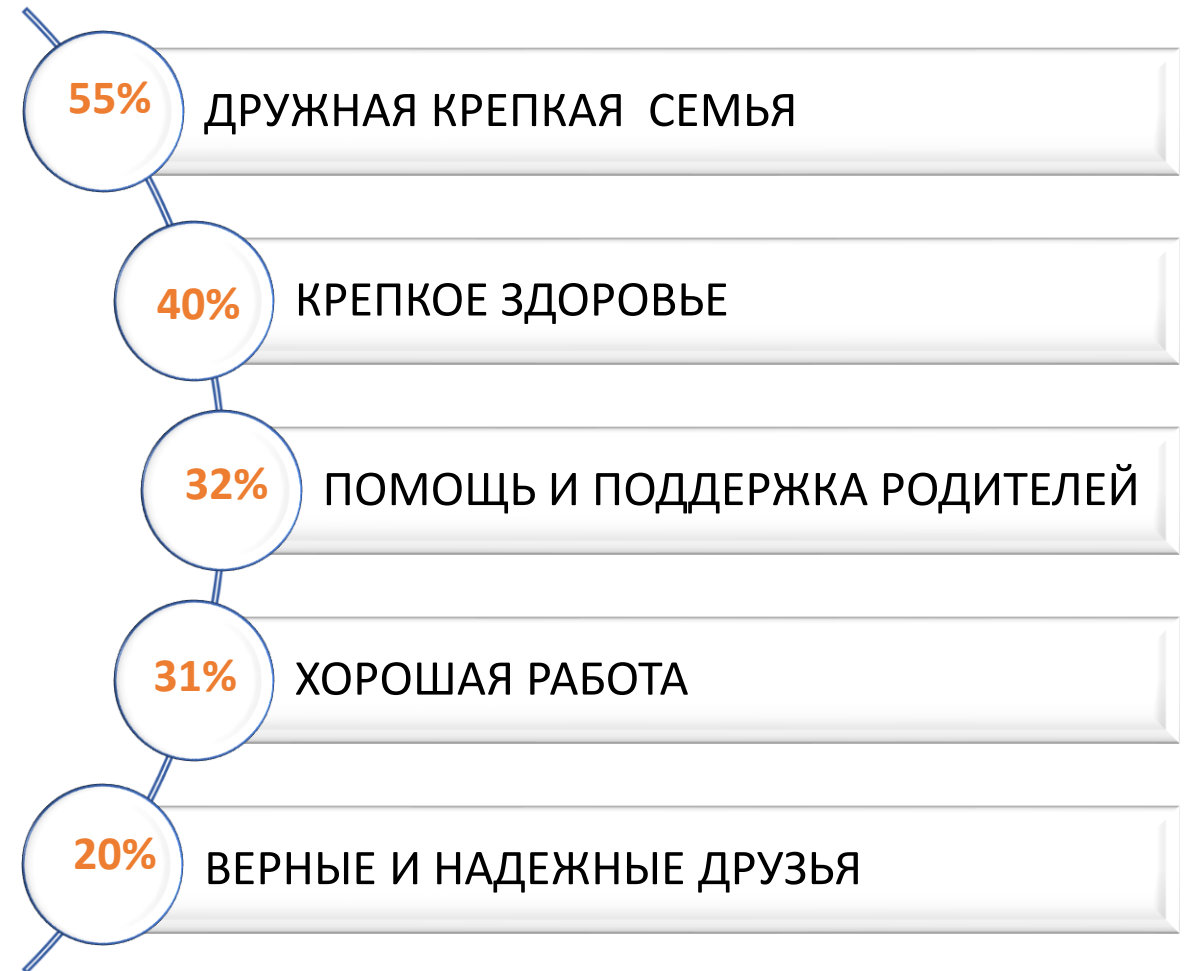 55%
ДРУЖНАЯ КРЕПКАЯ СЕМЬЯ
40%
КРЕПКОЕ ЗДОРОВЬЕ
32%
ПОМОЩЬ И ПОДДЕРЖКА РОДИТЕЛЕЙ
31%
ХОРОШАЯ РАБОТА
20%
ВЕРНЫЕ И НАДЕЖНЫЕ ДРУЗЬЯ